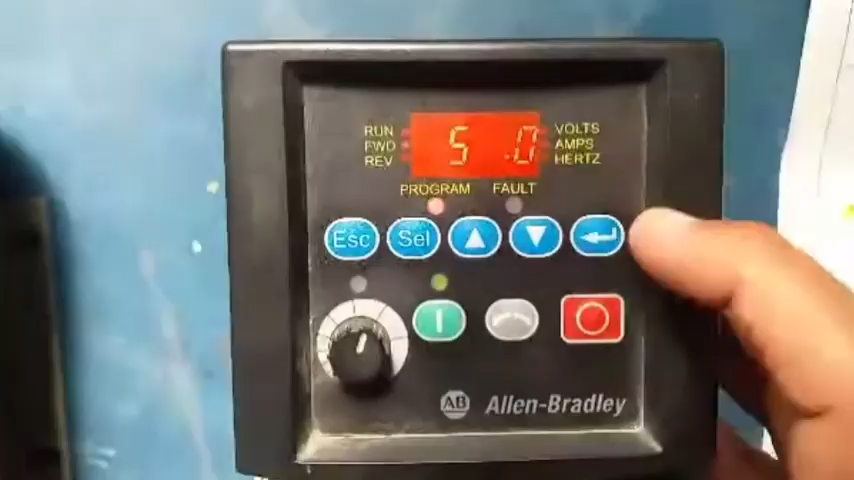 RUN
FWD
REV
5 .0
VOLTS
AMPS
HERTZ
PROGRAM FAULT
Esc Sel
AB Allen-Bradley